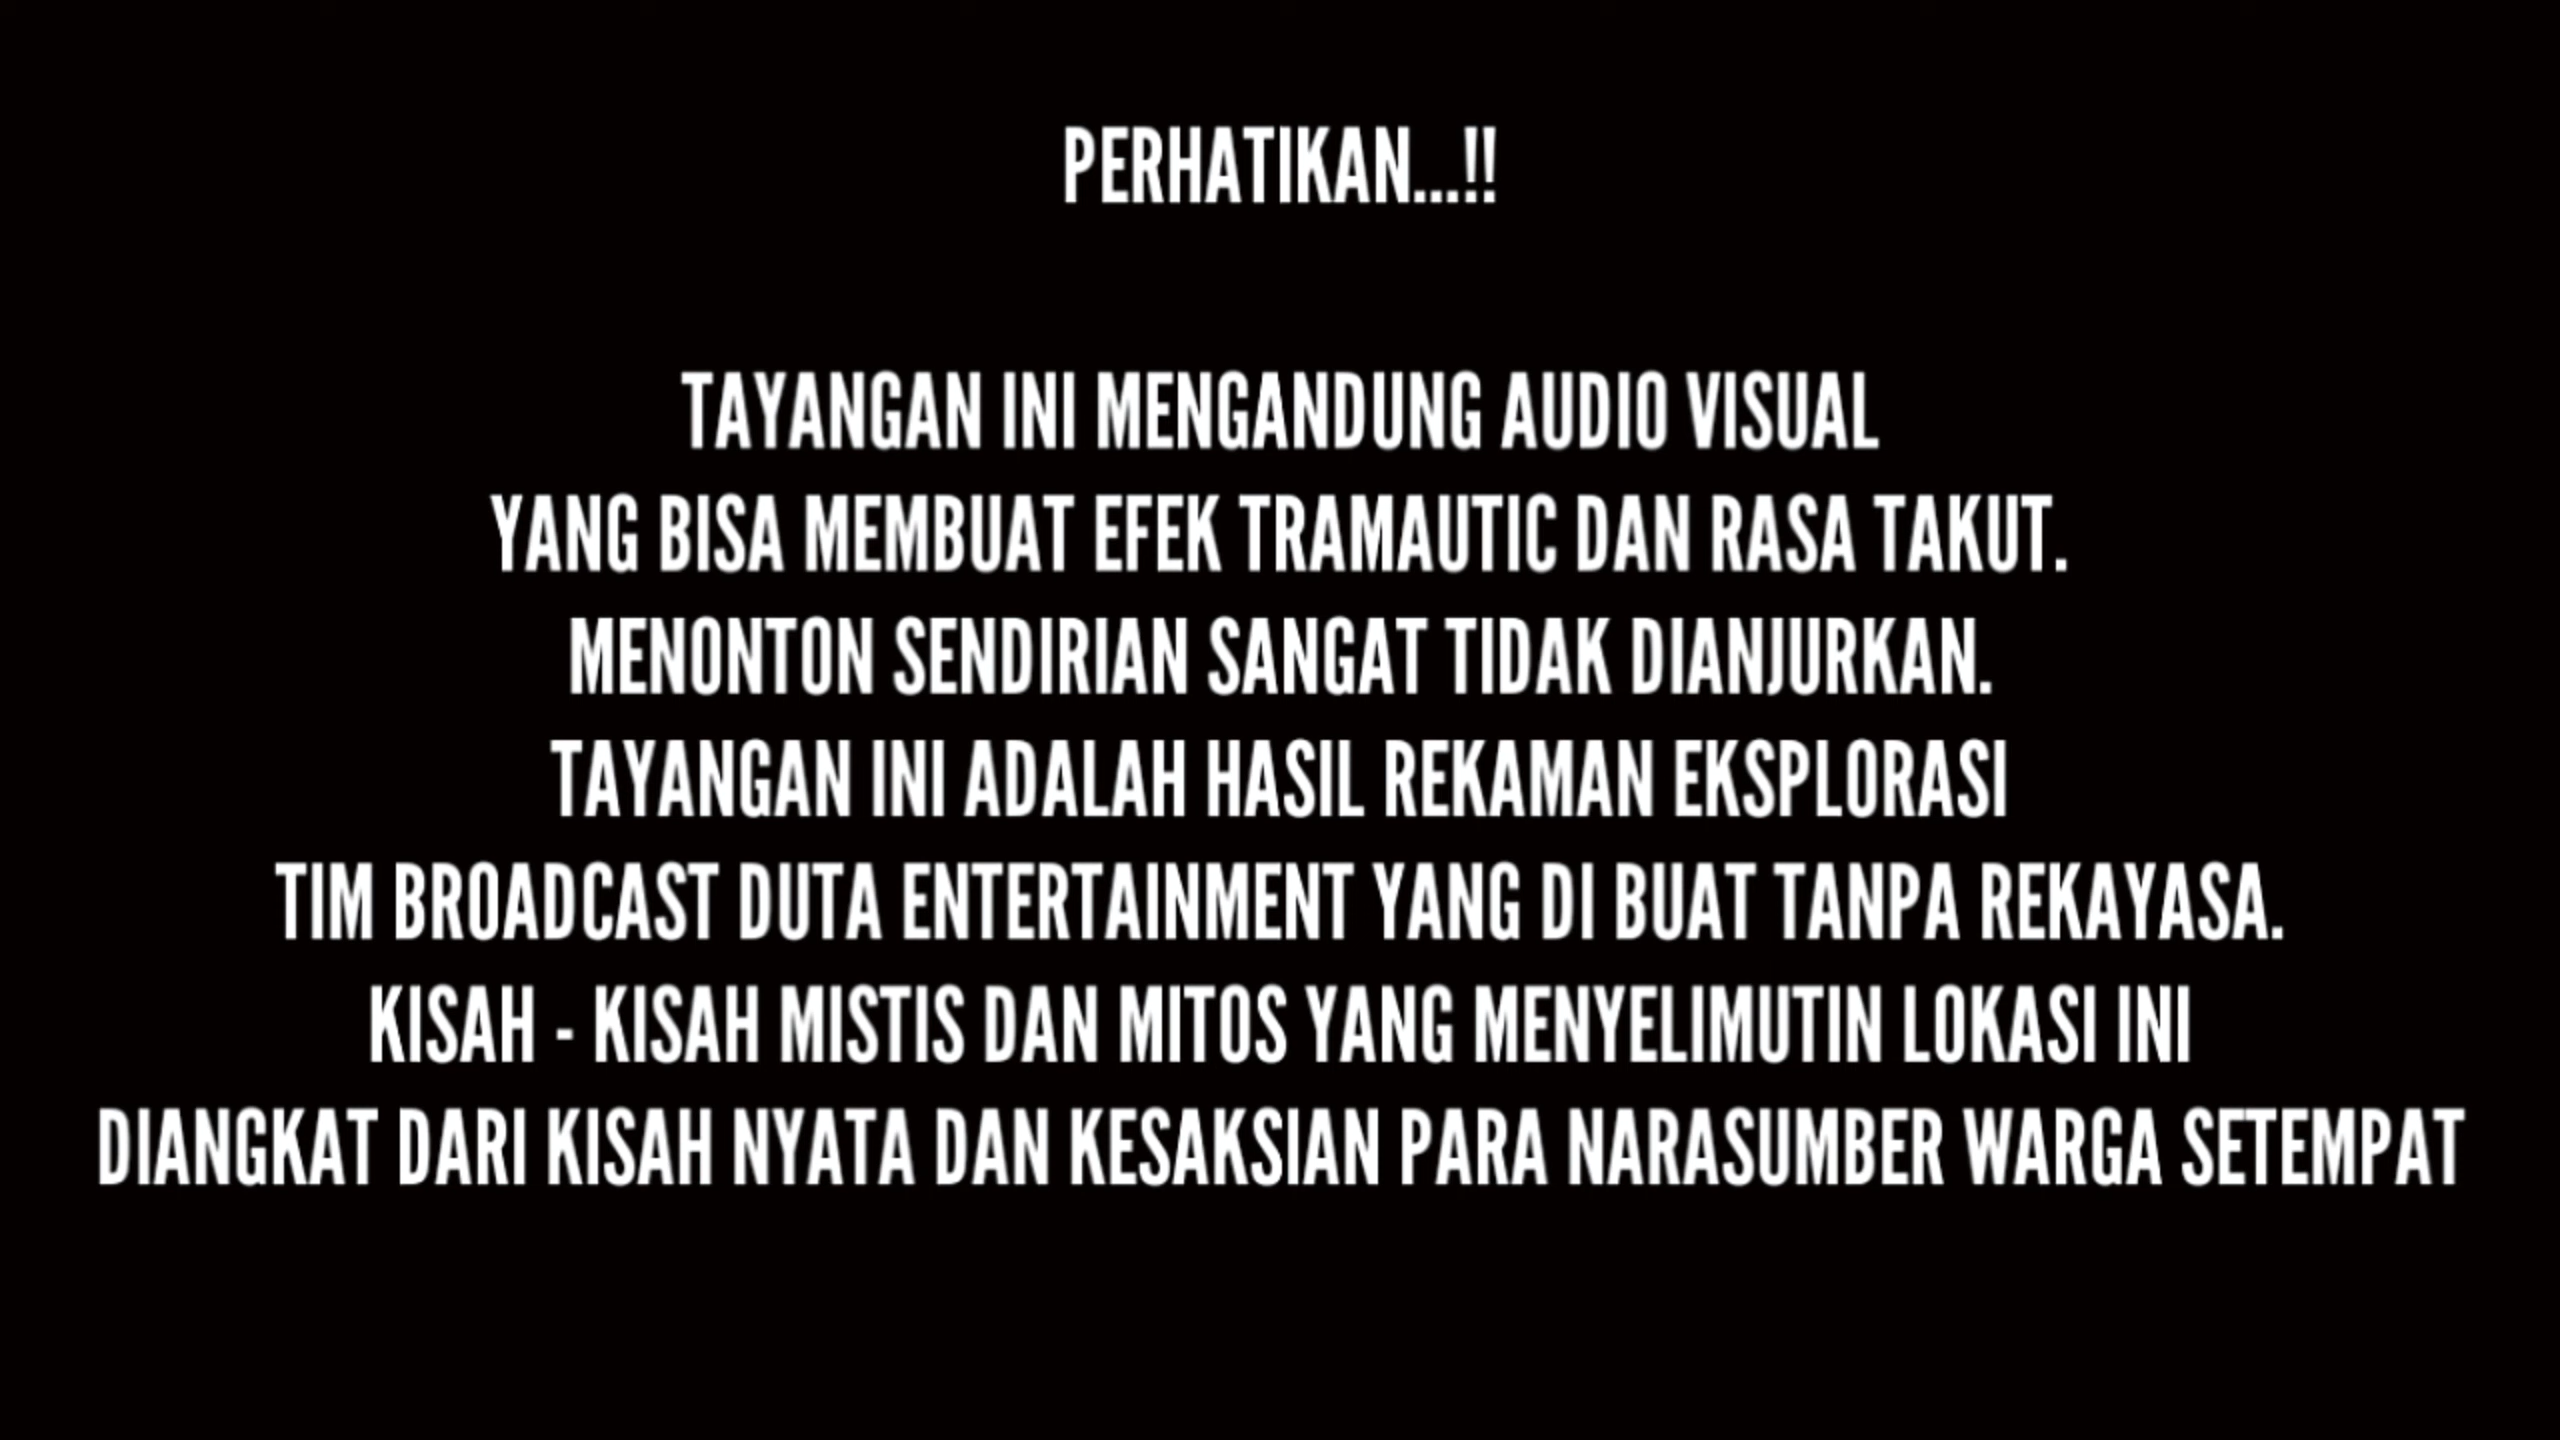 PERHATIKAN...!!
TAYANGAN INI MENGANDUNG AUDIO VISUAL
YANG BISA MEMBUAT EFEK TRAMAUTIC DAN RASA TAKUT.
MENONTON SENDIRIAN SANGAT TIDAK DIANJURKAN.
TAYANGAN INI ADALAH HASIL REKAMAN EKSPLORASI
TIM BROADCAST DUTA ENTERTAINMENT YANG DI BUAT TANPA REKAYASA.
KISAH - KISAH MISTIS DAN MITOS YANG MENYELIMUTIN LOKASI INI
DIANGKAT DARI KISAH NYATA DAN KESAKSIAN PARA NARASUMBER WARGA SETEMPAT